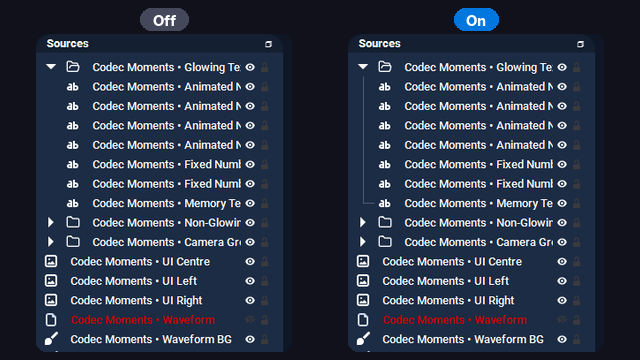 Off
On
Sources
Codec Moments • Glowing Te
ab Codec Moments • Animated N
ab Codec Moments • Animated N
ab Codec Moments • Animated N
ab Codec Moments • Animated N
ab Codec Moments • Fixed Numl
ab Codec Moments • Fixed Numl
ab Codec Moments • Memory Te
Codec Moments • Non-Glowin
Codec Moments • Camera Gr
Codec Moments • UI Centre
Codec Moments • UI Left
Codec Moments • UI Right
Codec Moments • Waveform
Codec Moments • Waveform BG
Sources
Codec Moments • Glowing Te
ab Codec Moments • Animated N
ab Codec Moments • Animated N
ab Codec Moments • Animated N
ab Codec Moments • Animated N
ab Codec Moments • Fixed Numl
ab Codec Moments • Fixed Numl
ab Codec Moments • Memory Te
Codec Moments • Non-Glowin
Codec Moments • Camera Gr
Codec Moments • UI Centre
Codec Moments • UI Left
Codec Moments • UI Right
Codec Moments • Waveform
Codec Moments • Waveform BG